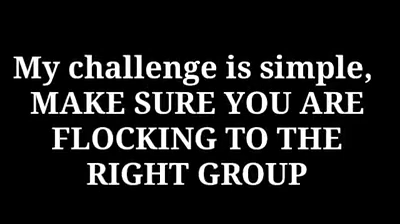 My challenge is simple,
MAKE SURE YOU ARE
FLOCKING TO THE
RIGHT GROUP